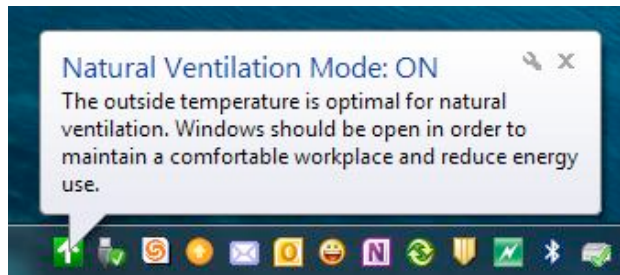 Natural Ventilation Mode: ON
The outside temperature is optimal for natural
ventilation. Windows should be open in order to
maintain a comfortable workplace and reduce energy
use.